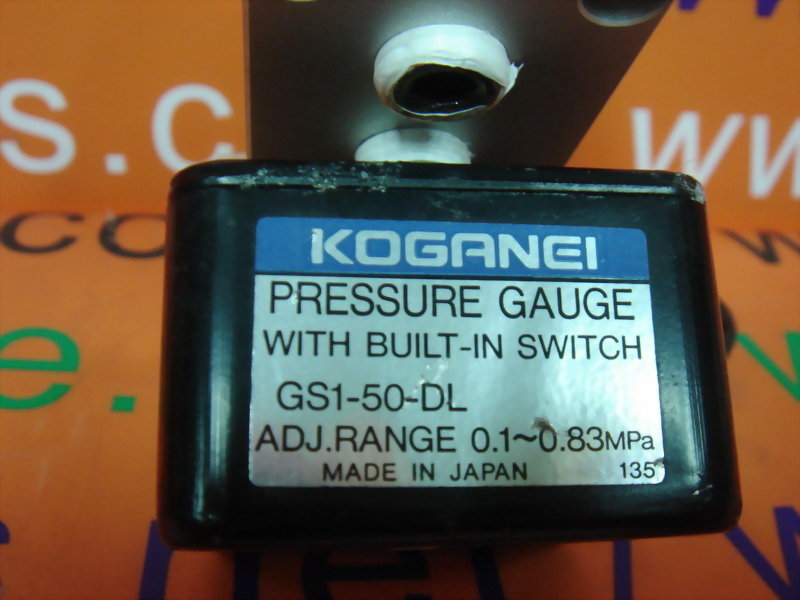 s.c
w
co
e.
KOGANEI
PRESSURE GAUGE
WITH BUILT-IN SWITCH
GS1-50-DL
ADJ.RANGE 0.1~0.83MPa
MADE IN JAPAN 135